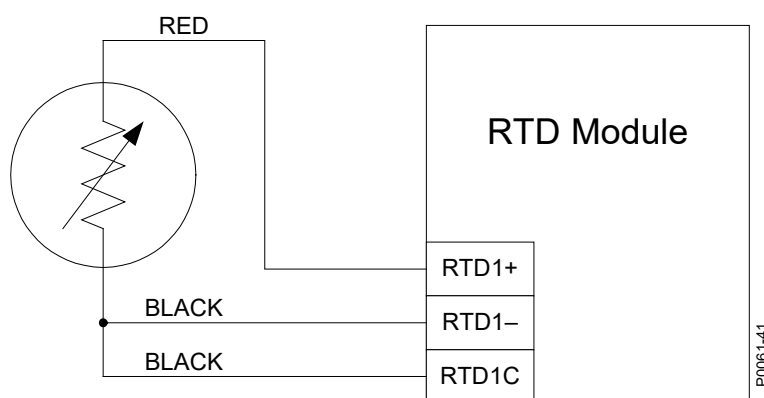 RED
RTD Module
RTD1+
BLACK
RTD1–
BLACK
RTD1C
P0061-41